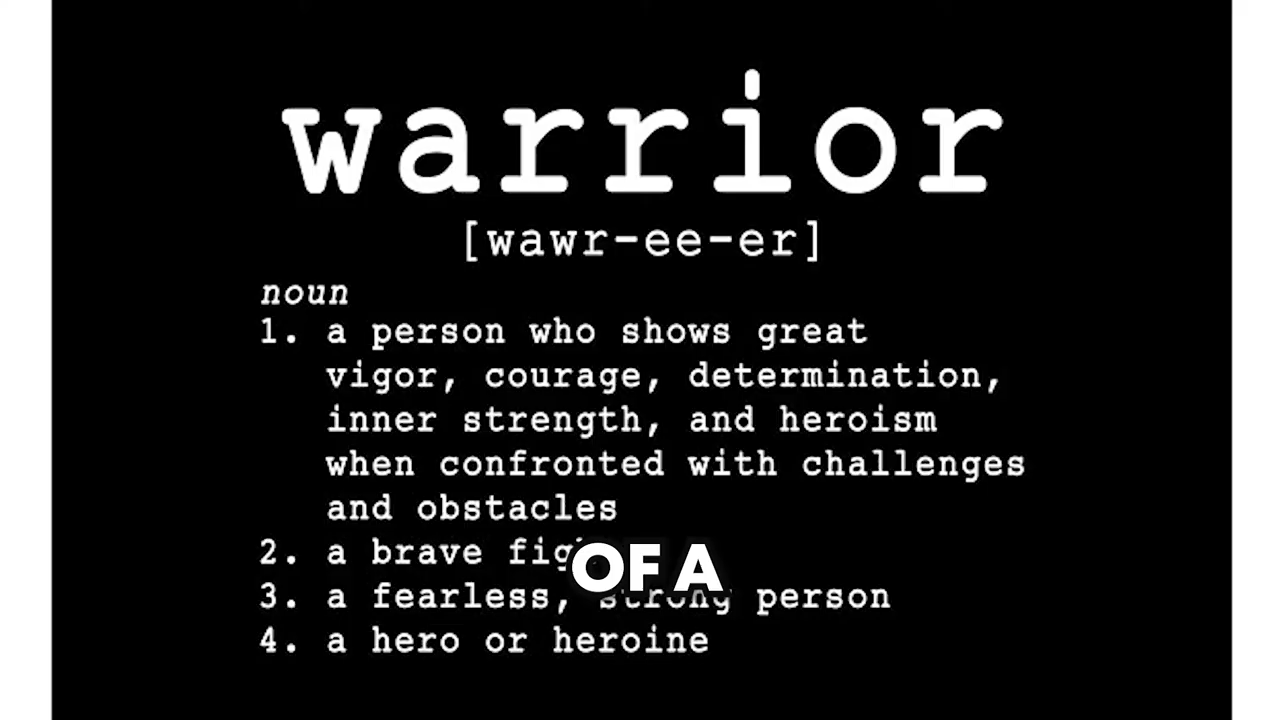 warrior
[wawr-ee-er]
noun
1. a person who shows great
vigor, courage, determination,
inner strength, and heroism
when confronted with challenges
and obstacles
2. a brave
OF A
3. a fearless, strong person
4. a hero or heroine